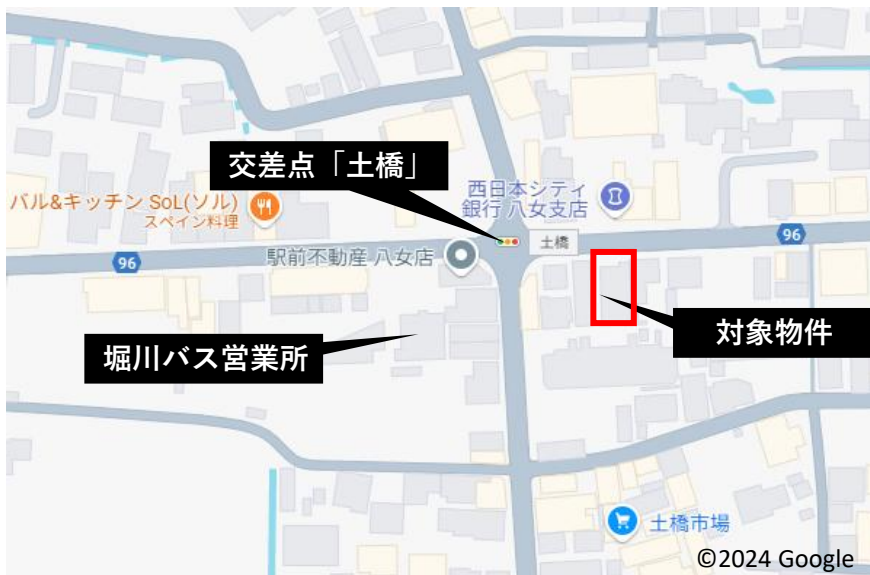 交差点「土橋」
西日本シティ
銀行 八女支店
バル&キッチン SoL(ソル)
スペイン料理
土橋
96
駅前不動産 八女店
96
対象物件
堀川バス営業所
土橋市場
©2024 Google